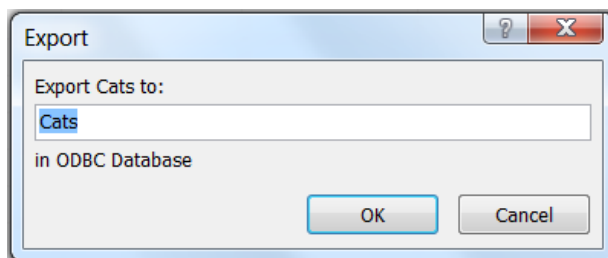 Export
Export Cats to:
Cats
in ODBC Database
OK Cancel